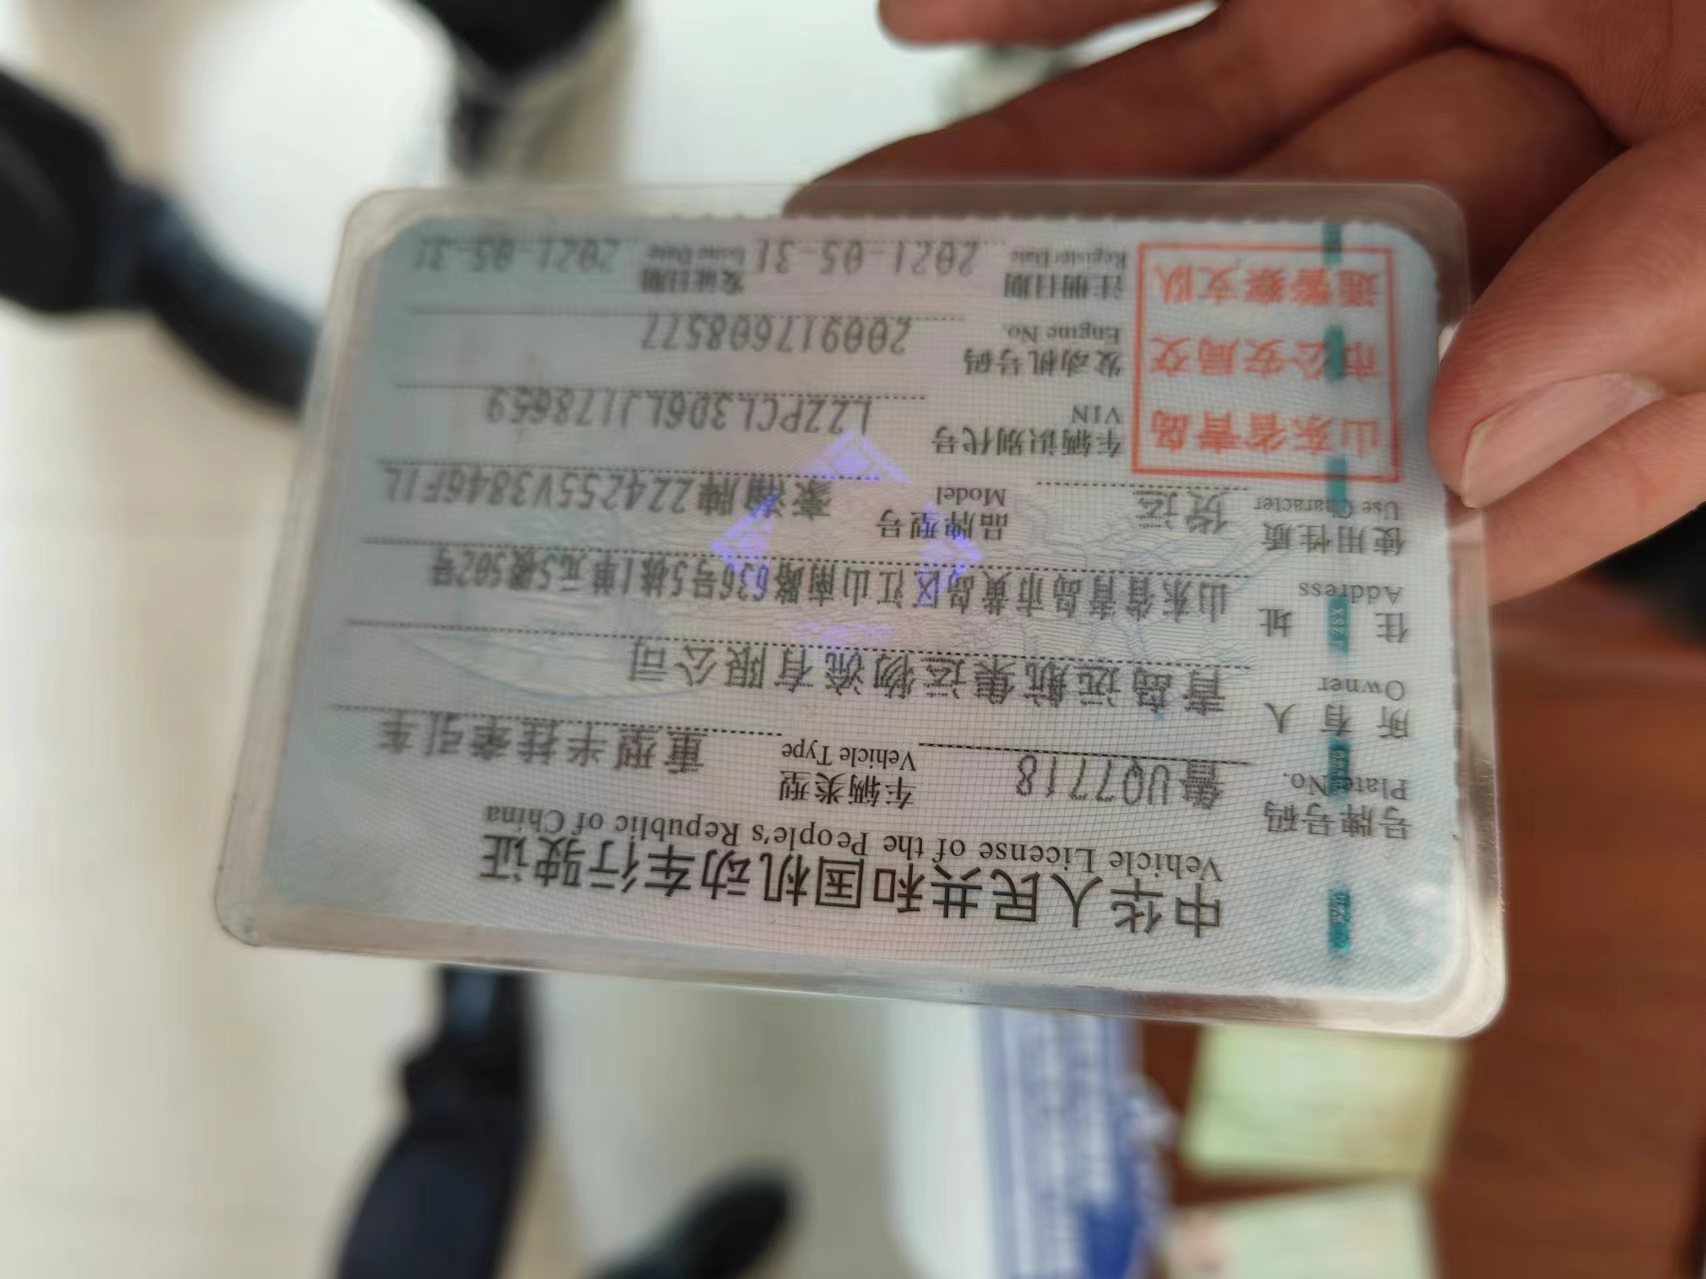 中华人民共和国机动车行驶证
Vehicle License of the People's Republic of China
号牌号码 鲁UQ7718 车辆类型 重型半挂牵引车
Plate No. Vehicle Type
所有人 青岛远航集运物流有限公司
Owner
住址 山东省青岛市黄岛区江山南路636号5栋1单元5楼502号
Address
使用性质 货运 品牌型号 豪瀚牌ZZ4255V3846F1L
Use Character Model
山东省青岛
市公安局交
通警察支队
车辆识别代号 LZZPCL3D6LJ178659
VIN
发动机号码 200917608577
Engine No.
注册日期 2021-05-31 发证日期 2021-05-31
Register Date Issue Date